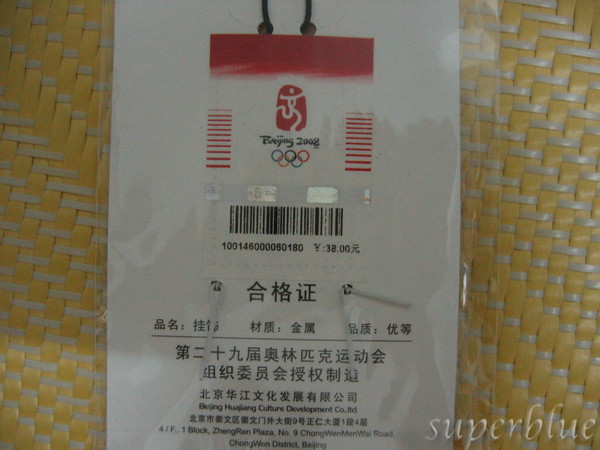 Beijing 2008
100146000060180 ¥:38.00元
合格证
品名：挂饰 材质：金属 品质：优等
第二十九届奥林匹克运动会
组织委员会授权制造
北京华江文化发展有限公司
Beijing Huajiang Culture Development Co.,ltd.
北京市崇文区崇文门外大街9号正仁大厦1段4层
4 / F., 1 Block, ZhengRen Plaza, No. 9 ChongWenMenWai Road,
ChongWen District, Beijing
superblue